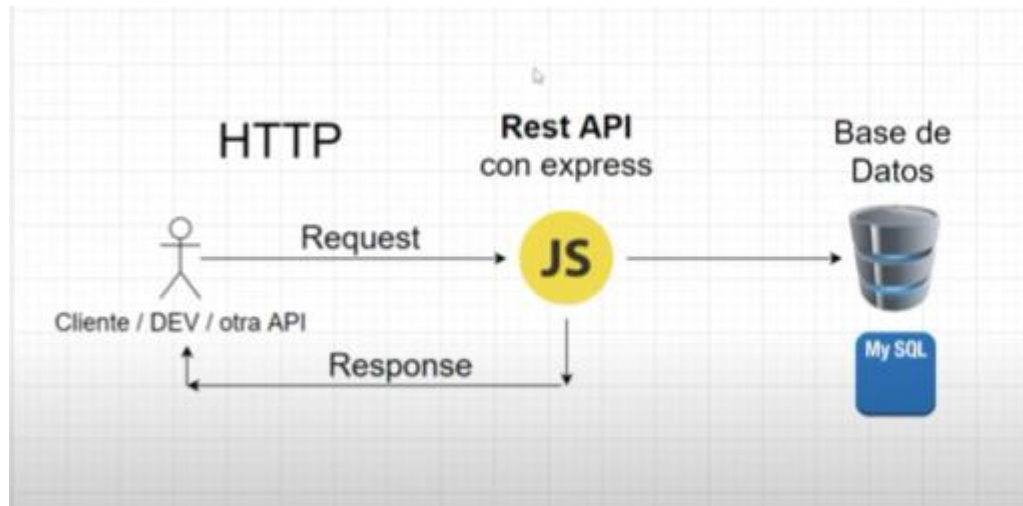 HTTP
Rest API
con express
Base de
Datos
Request
JS
Cliente / DEV / otra API
Response
My SQL